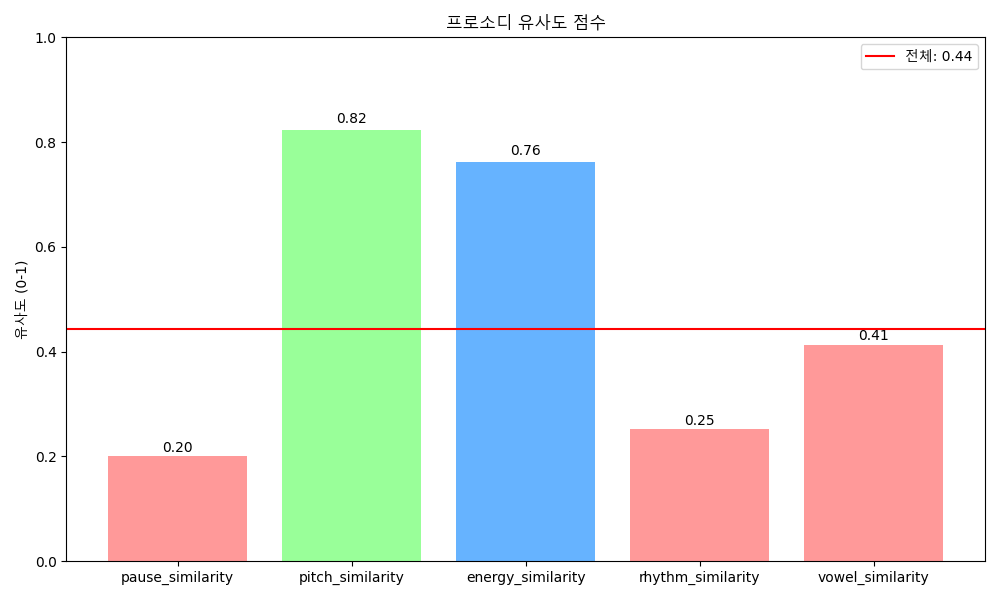 프로소디 유사도 점수
전체: 0.44
유사도 (0-1)
1.0
0.8
0.6
0.4
0.2
0.0
0.20
0.82
0.76
0.25
0.41
pause_similarity
pitch_similarity
energy_similarity
rhythm_similarity
vowel_similarity